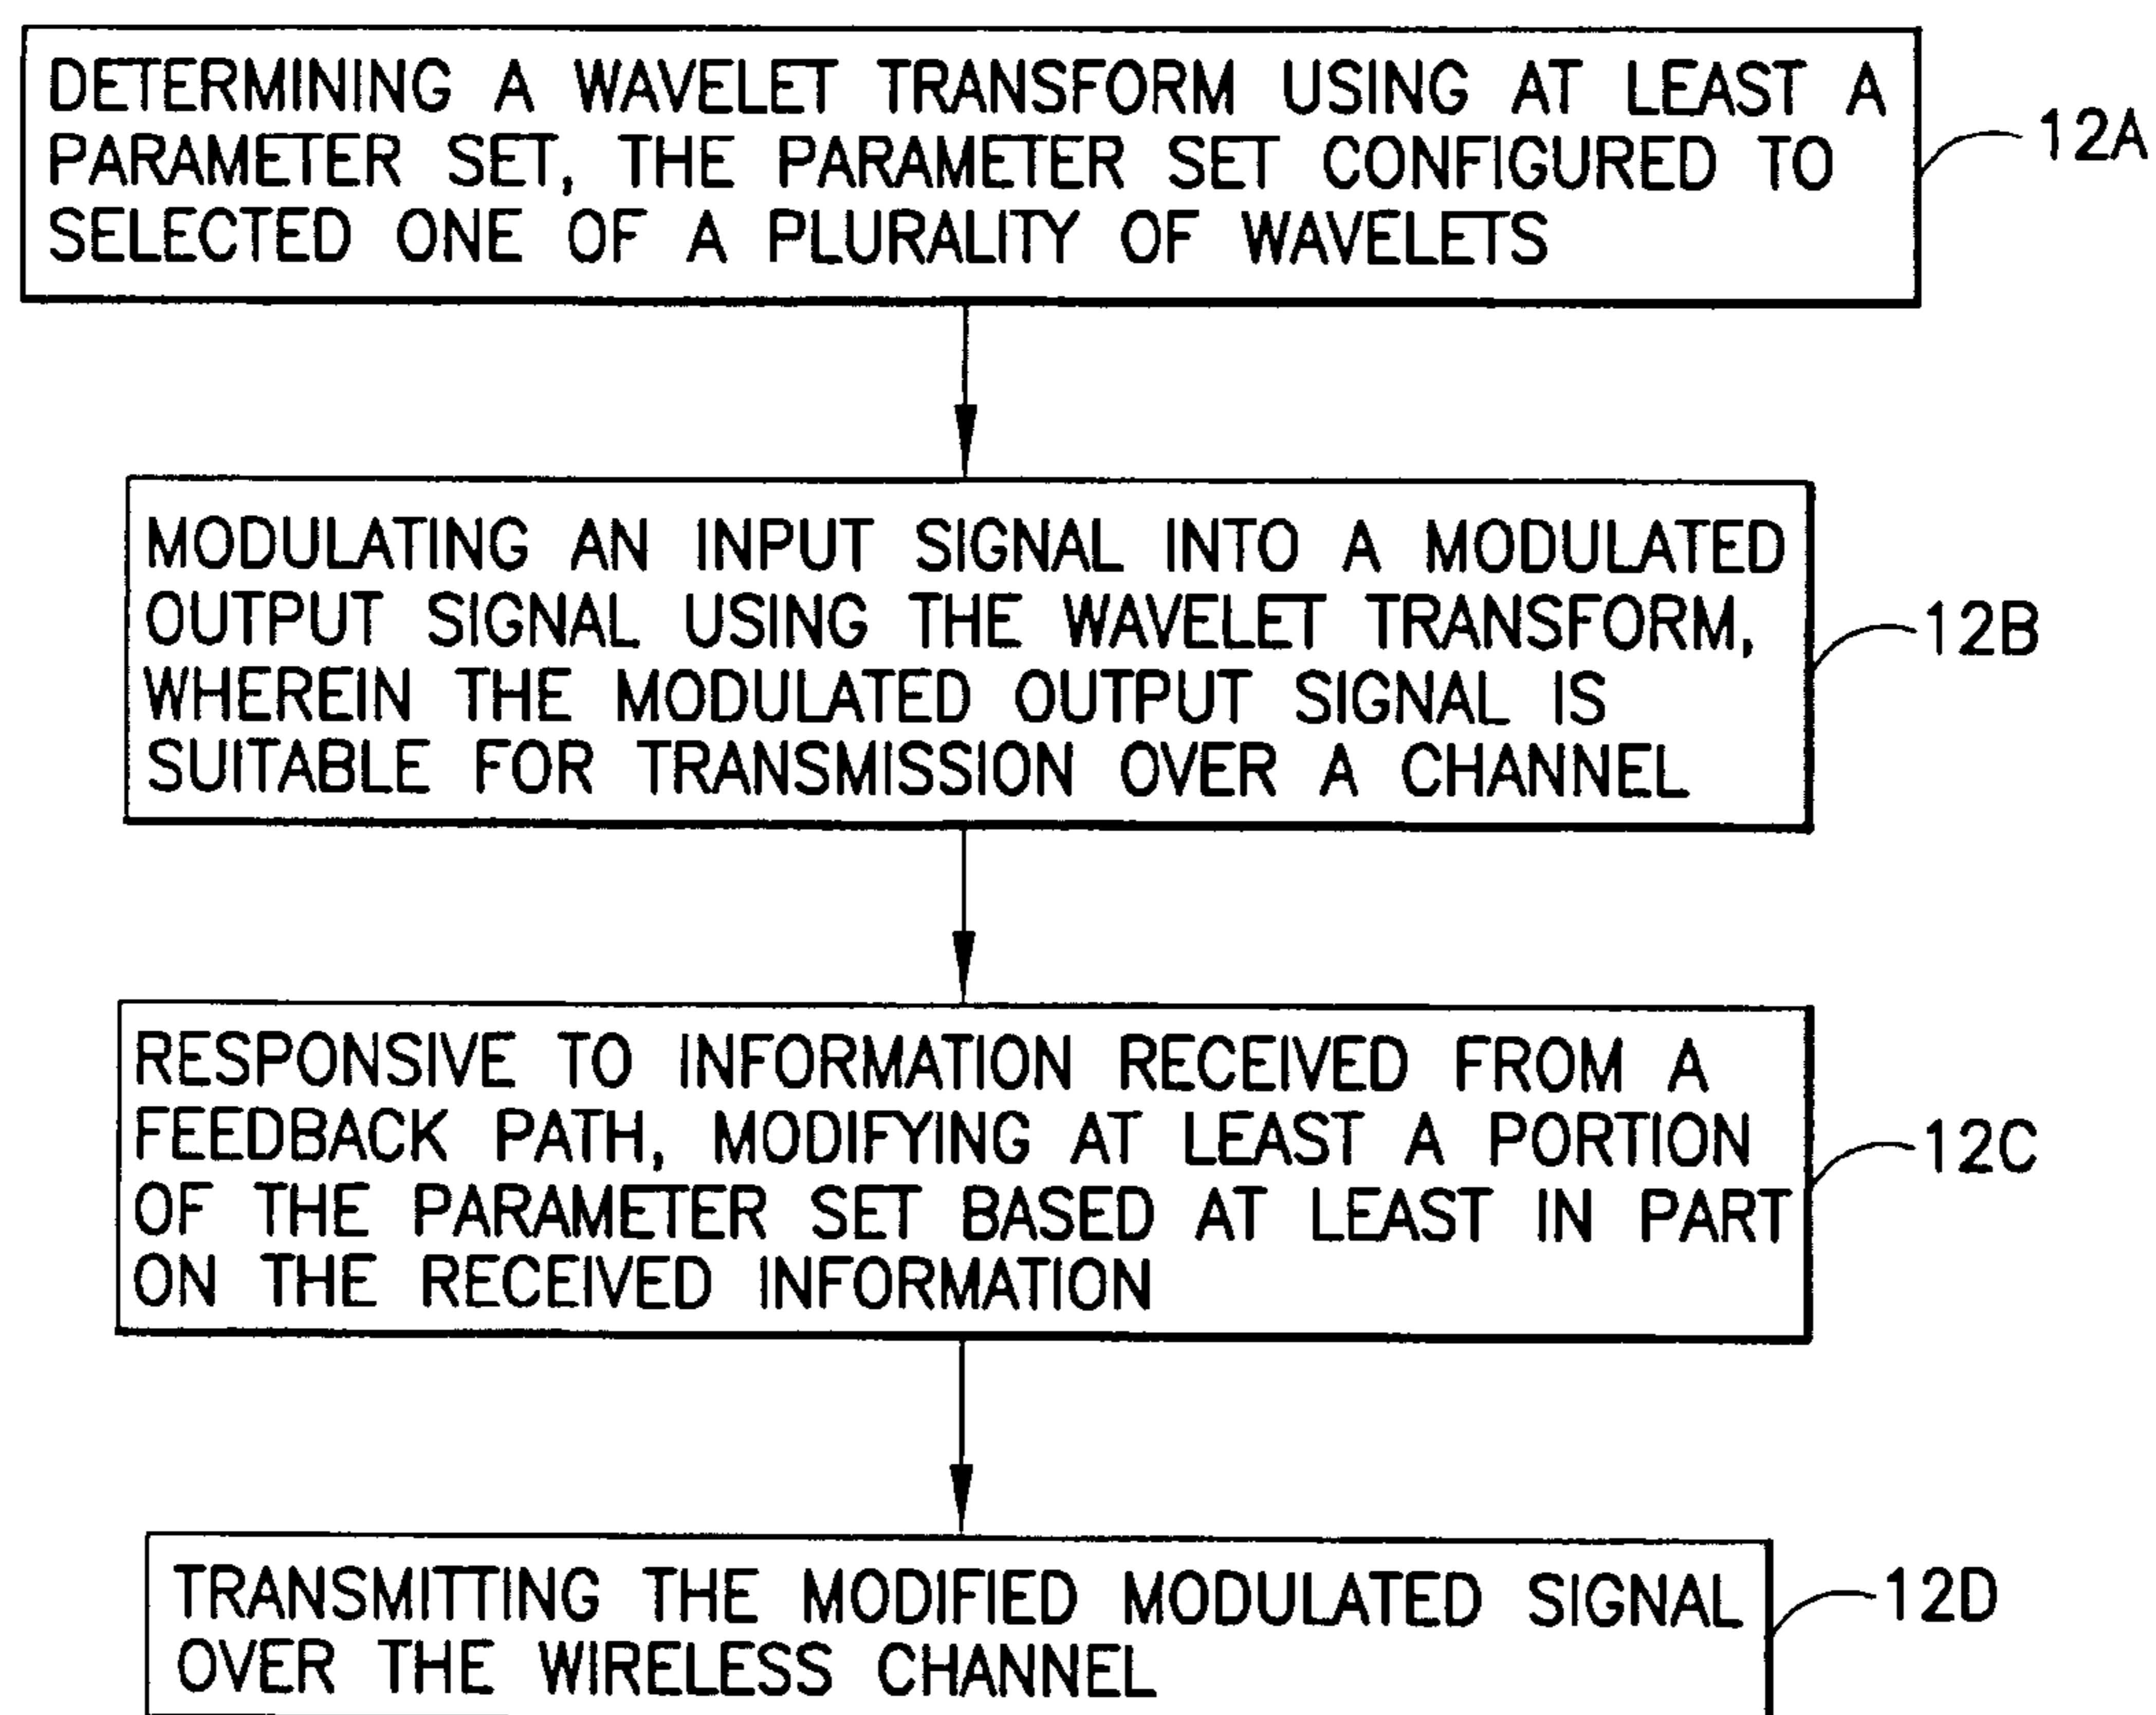 DETERMINING A WAVELET TRANSFORM USING AT LEAST A
PARAMETER SET, THE PARAMETER SET CONFIGURED TO
SELECTED ONE OF A PLURALITY OF WAVELETS
12A
MODULATING AN INPUT SIGNAL INTO A MODULATED
OUTPUT SIGNAL USING THE WAVELET TRANSFORM,
WHEREIN THE MODULATED OUTPUT SIGNAL IS
SUITABLE FOR TRANSMISSION OVER A CHANNEL
12B
RESPONSIVE TO INFORMATION RECEIVED FROM A
FEEDBACK PATH, MODIFYING AT LEAST A PORTION
OF THE PARAMETER SET BASED AT LEAST IN PART
ON THE RECEIVED INFORMATION
12C
TRANSMITTING THE MODIFIED MODULATED SIGNAL
OVER THE WIRELESS CHANNEL
12D